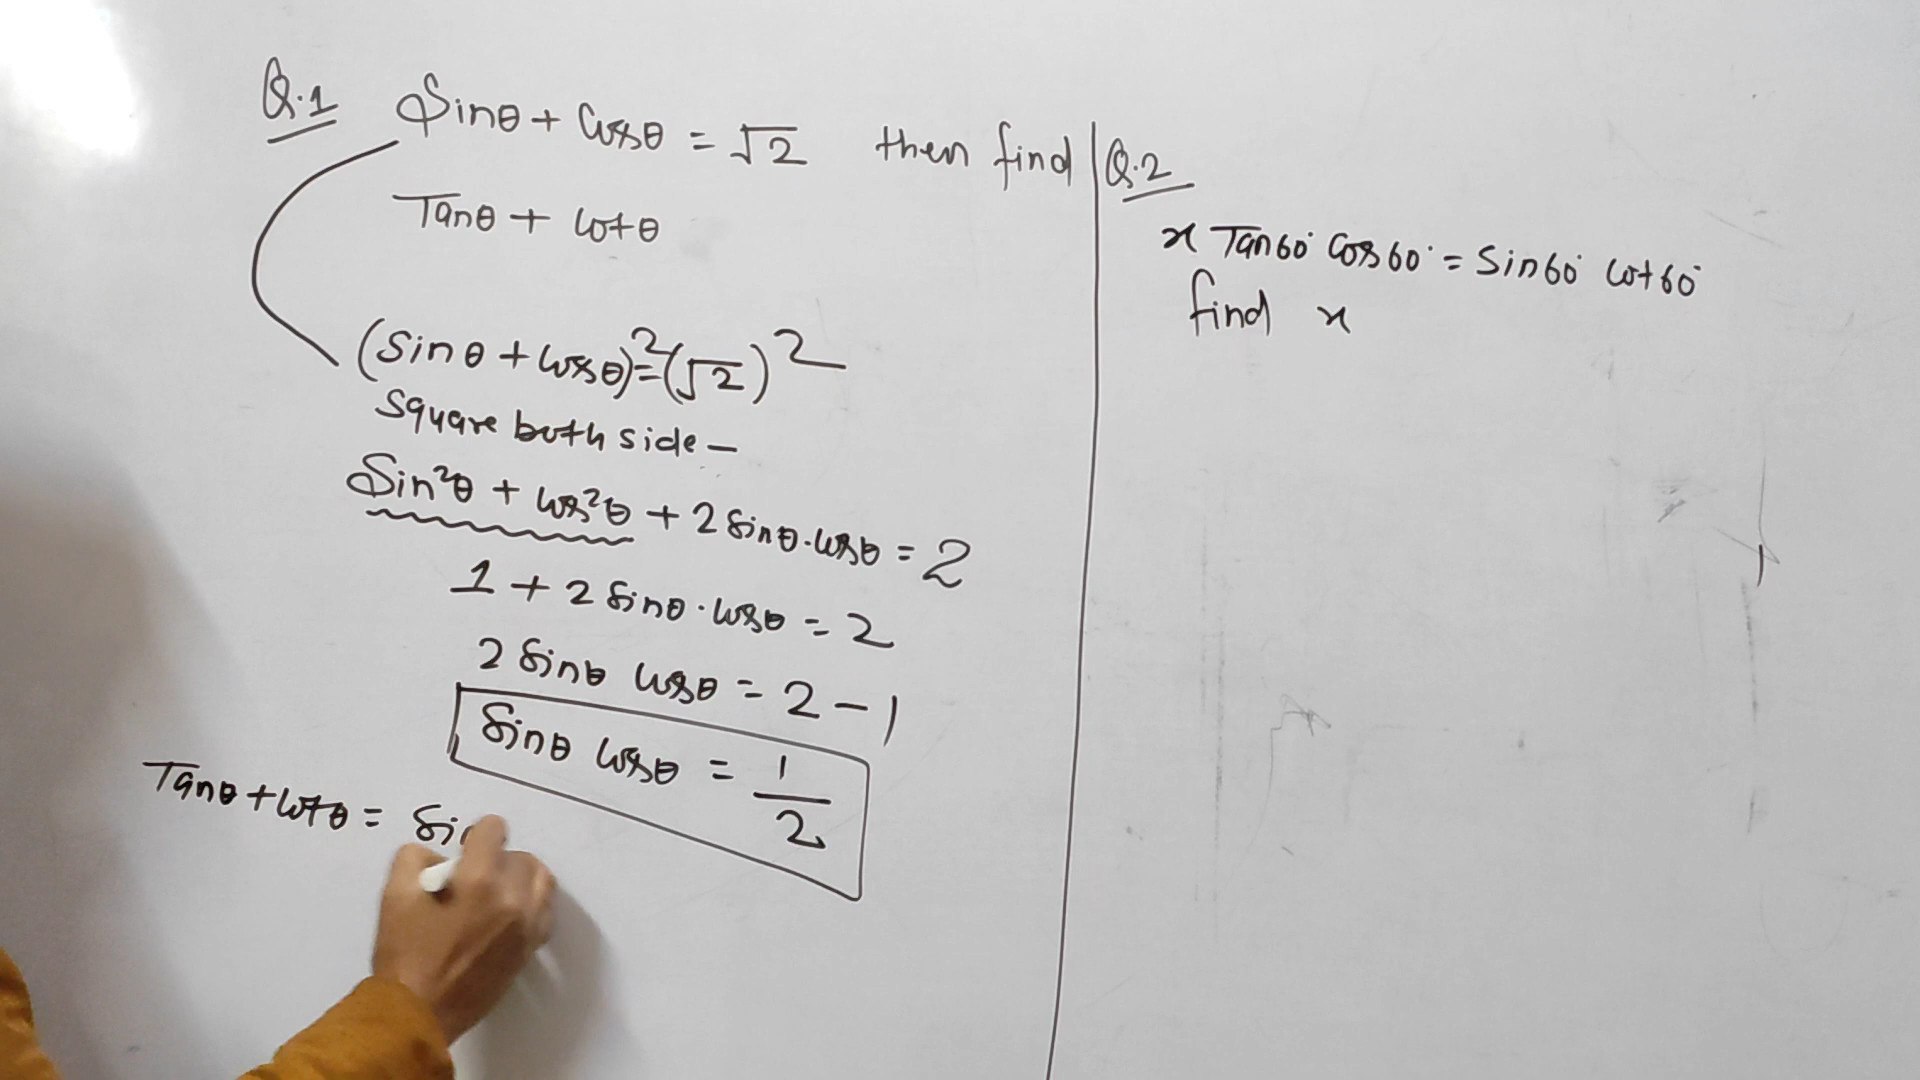 Q.1 Sinθ + Cosθ = √2 then find
Tanθ + Cotθ
(Sinθ + Cosθ)² = (√2)²
Square both side –
Sin²θ + Cos²θ + 2 Sinθ.Cosθ = 2
1 + 2 Sinθ · Cosθ = 2
2 Sinθ Cosθ = 2 – 1
Sinθ Cosθ = 1/2
Tanθ + Cotθ = Sin
Q.2
x Tan60° Cos60° = Sin60° Cot60°
find x